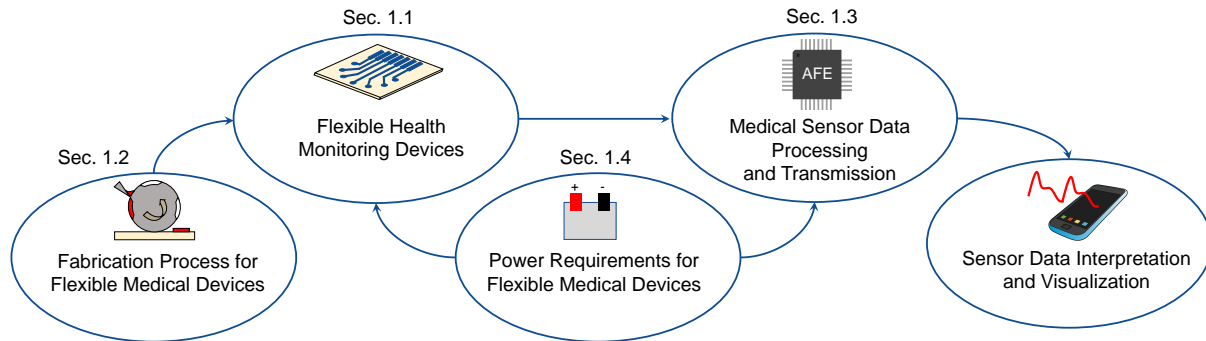 Sec. 1.1
Flexible Health
Monitoring Devices
Sec. 1.2
Fabrication Process for
Flexible Medical Devices
Sec. 1.3
AFE
Medical Sensor Data
Processing
and Transmission
Sec. 1.4
+ -
Power Requirements for
Flexible Medical Devices
Sensor Data Interpretation
and Visualization